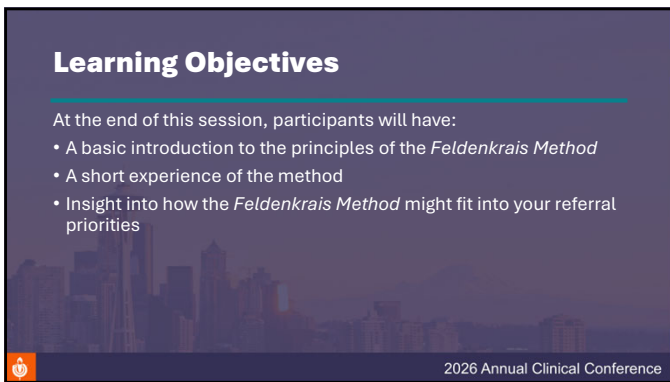 Learning Objectives
At the end of this session, participants will have:
• A basic introduction to the principles of the Feldenkrais Method
• A short experience of the method
• Insight into how the Feldenkrais Method might fit into your referral
priorities
2026 Annual Clinical Conference